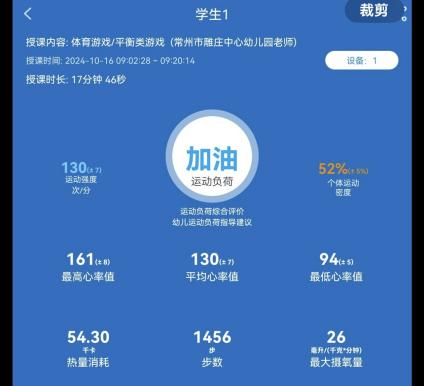 学生1
裁剪
授课内容: 体育游戏/平衡类游戏 (常州市雕庄中心幼儿园老师)
授课时间: 2024-10-16 09:02:28 ~ 09:20:14
设备: 1
授课时长: 17分钟 46秒
130(± 7)
运动强度
次/分
加油
运动负荷
52%(± 5%)
个体运动
密度
运动负荷综合评价
幼儿运动负荷指导建议
161(± 8)
最高心率值
130(± 7)
平均心率值
94(± 5)
最低心率值
54.30
千卡
热量消耗
1456
步
步数
26
毫升/(千克*分钟)
最大摄氧量